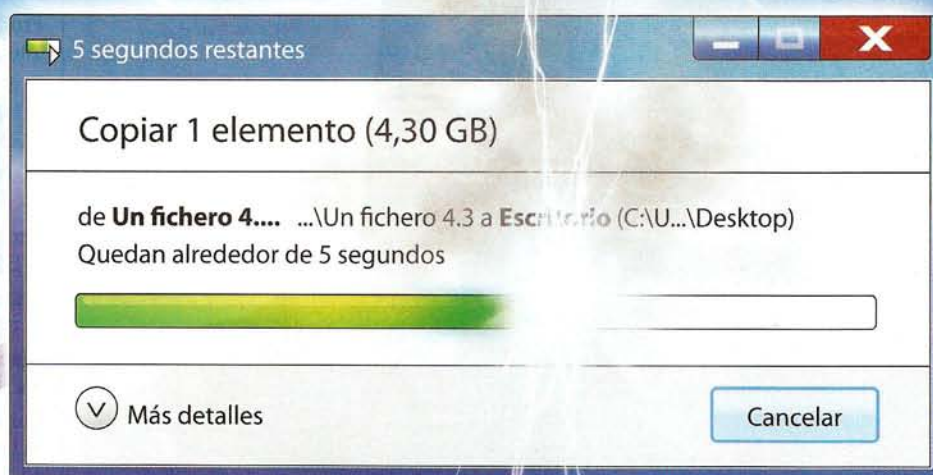 5 segundos restantes
Copiar 1 elemento (4,30 GB)
de Un fichero 4.... ...\Un fichero 4.3 a Escritorio (C:\U...\Desktop)
Quedan alrededor de 5 segundos
Más detalles
Cancelar